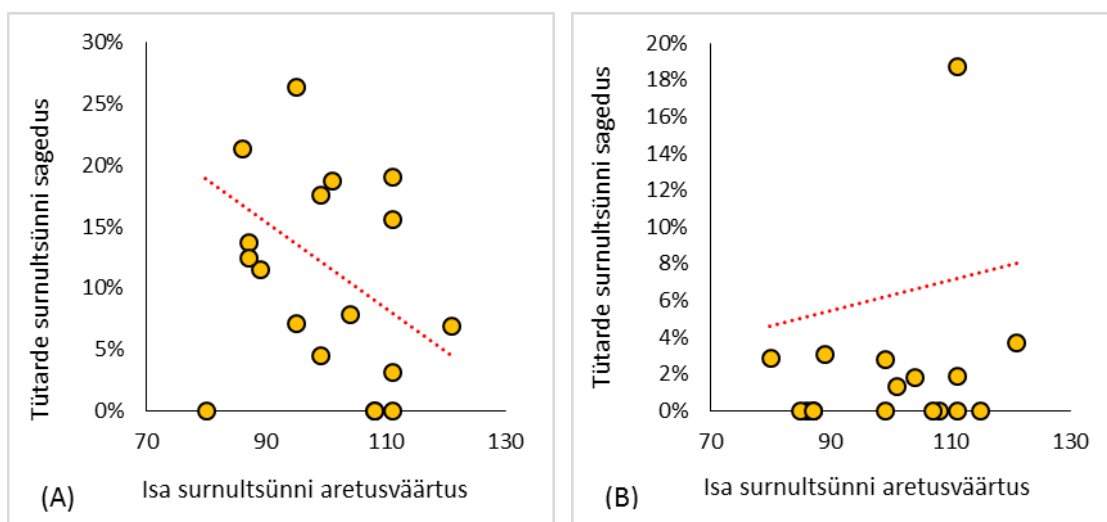 Tütarde surnultsünni sagedus
30%
25%
20%
15%
10%
5%
0%
70 90 110 130
Isa surnultsünni aretusväärtus
(A)
Tütarde surnultsünni sagedus
20%
18%
16%
14%
12%
10%
8%
6%
4%
2%
0%
70 90 110 130
Isa surnultsünni aretusväärtus
(B)